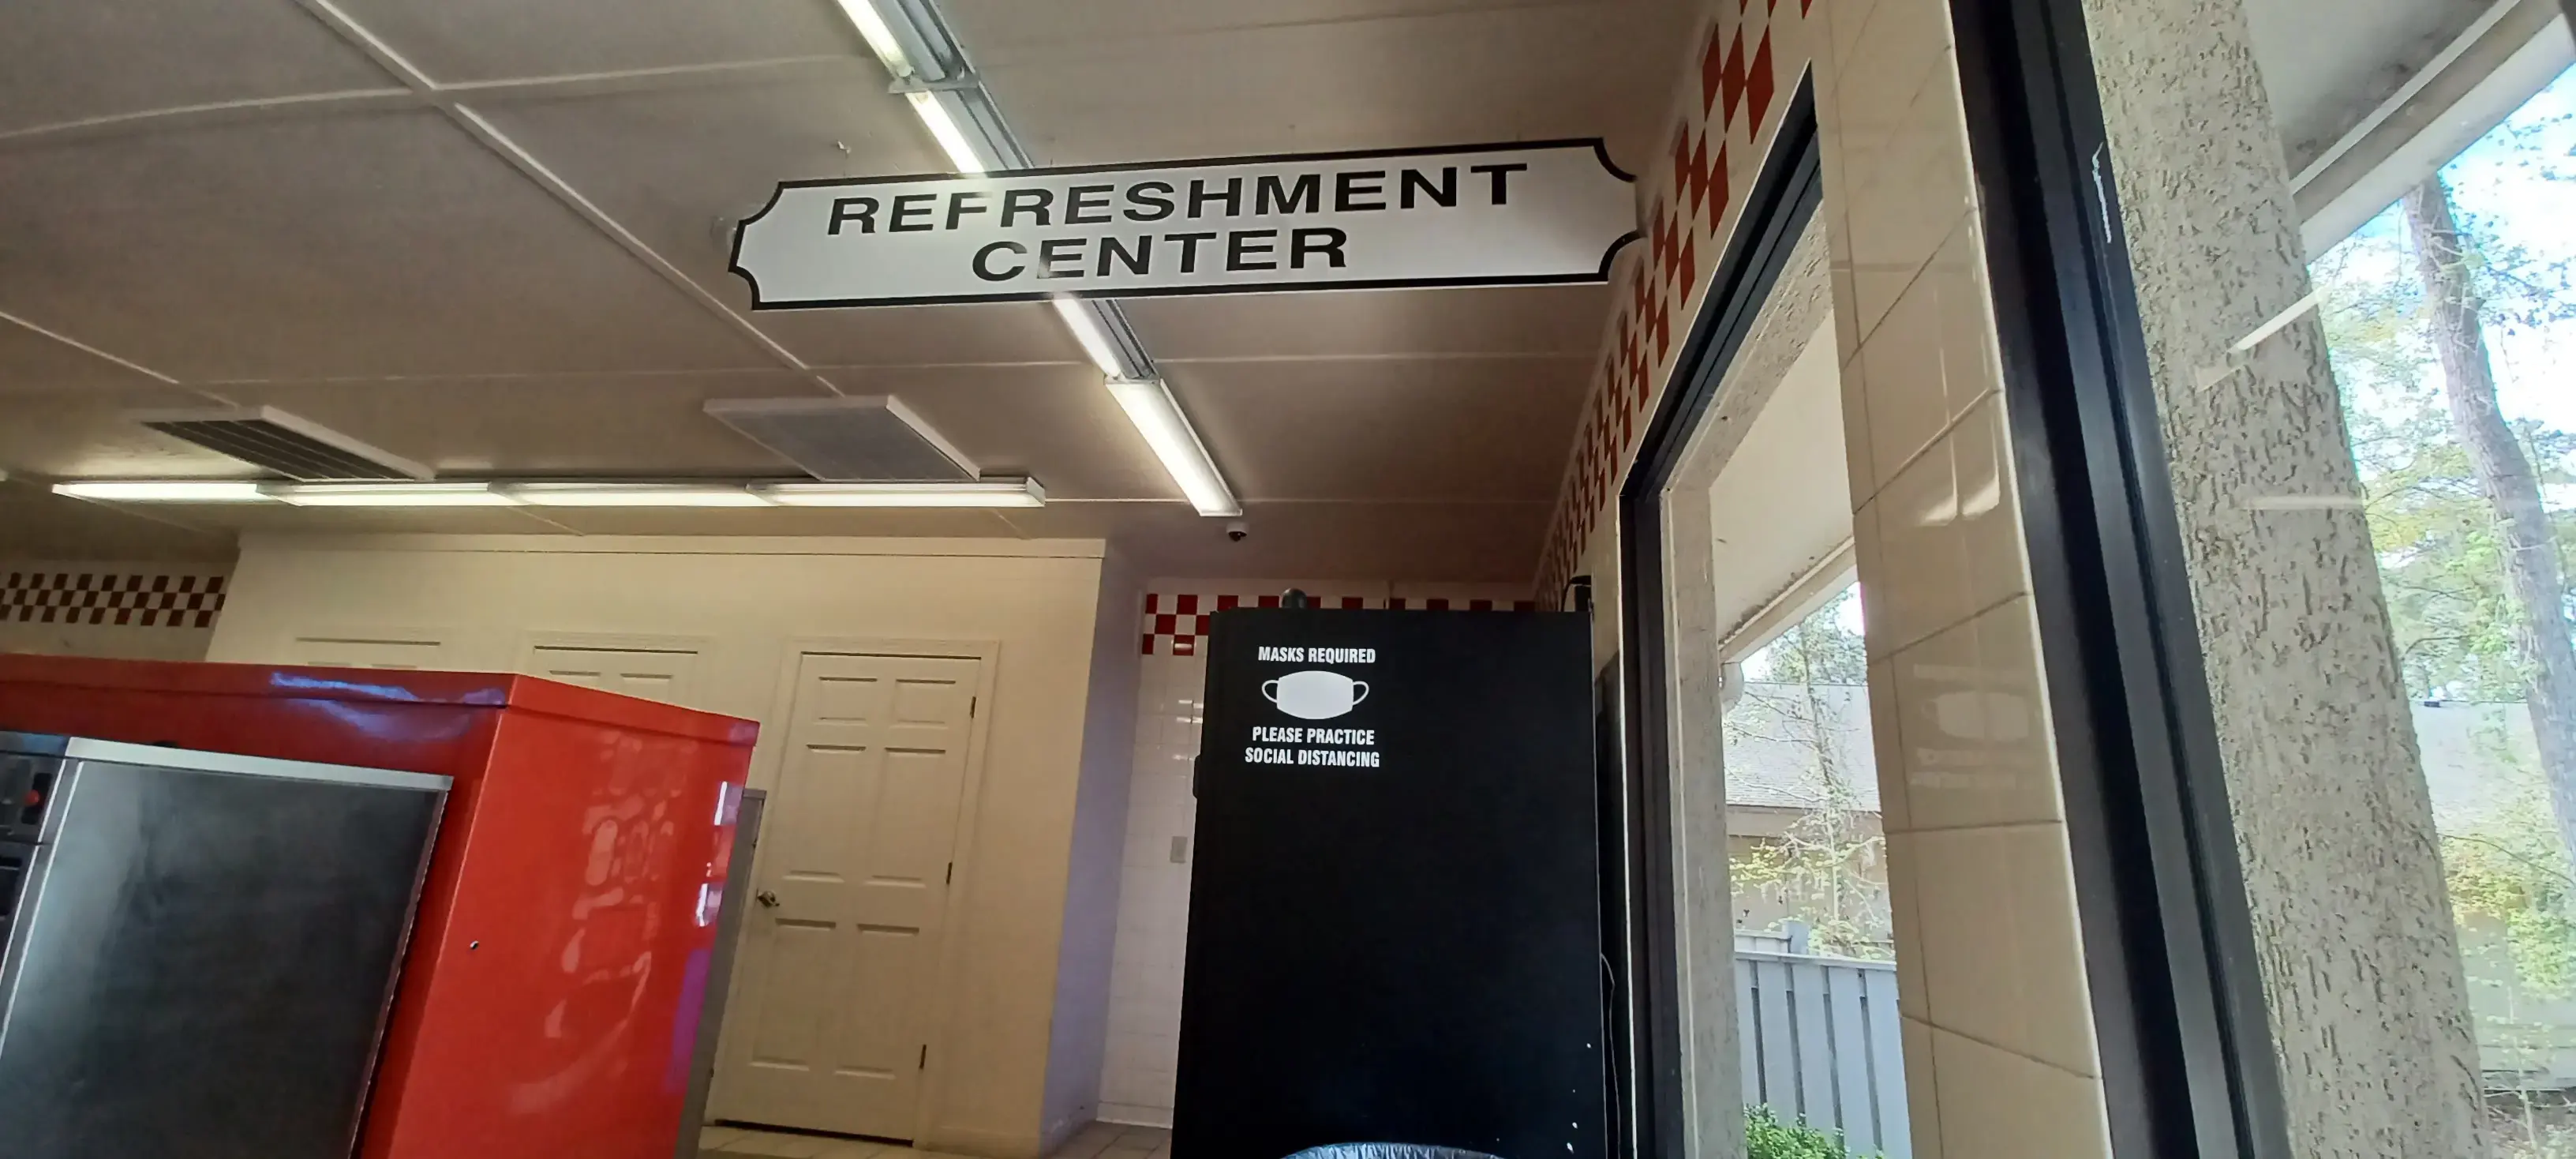 REFRESHMENT
CENTER
MASKS REQUIRED
PLEASE PRACTICE
SOCIAL DISTANCING